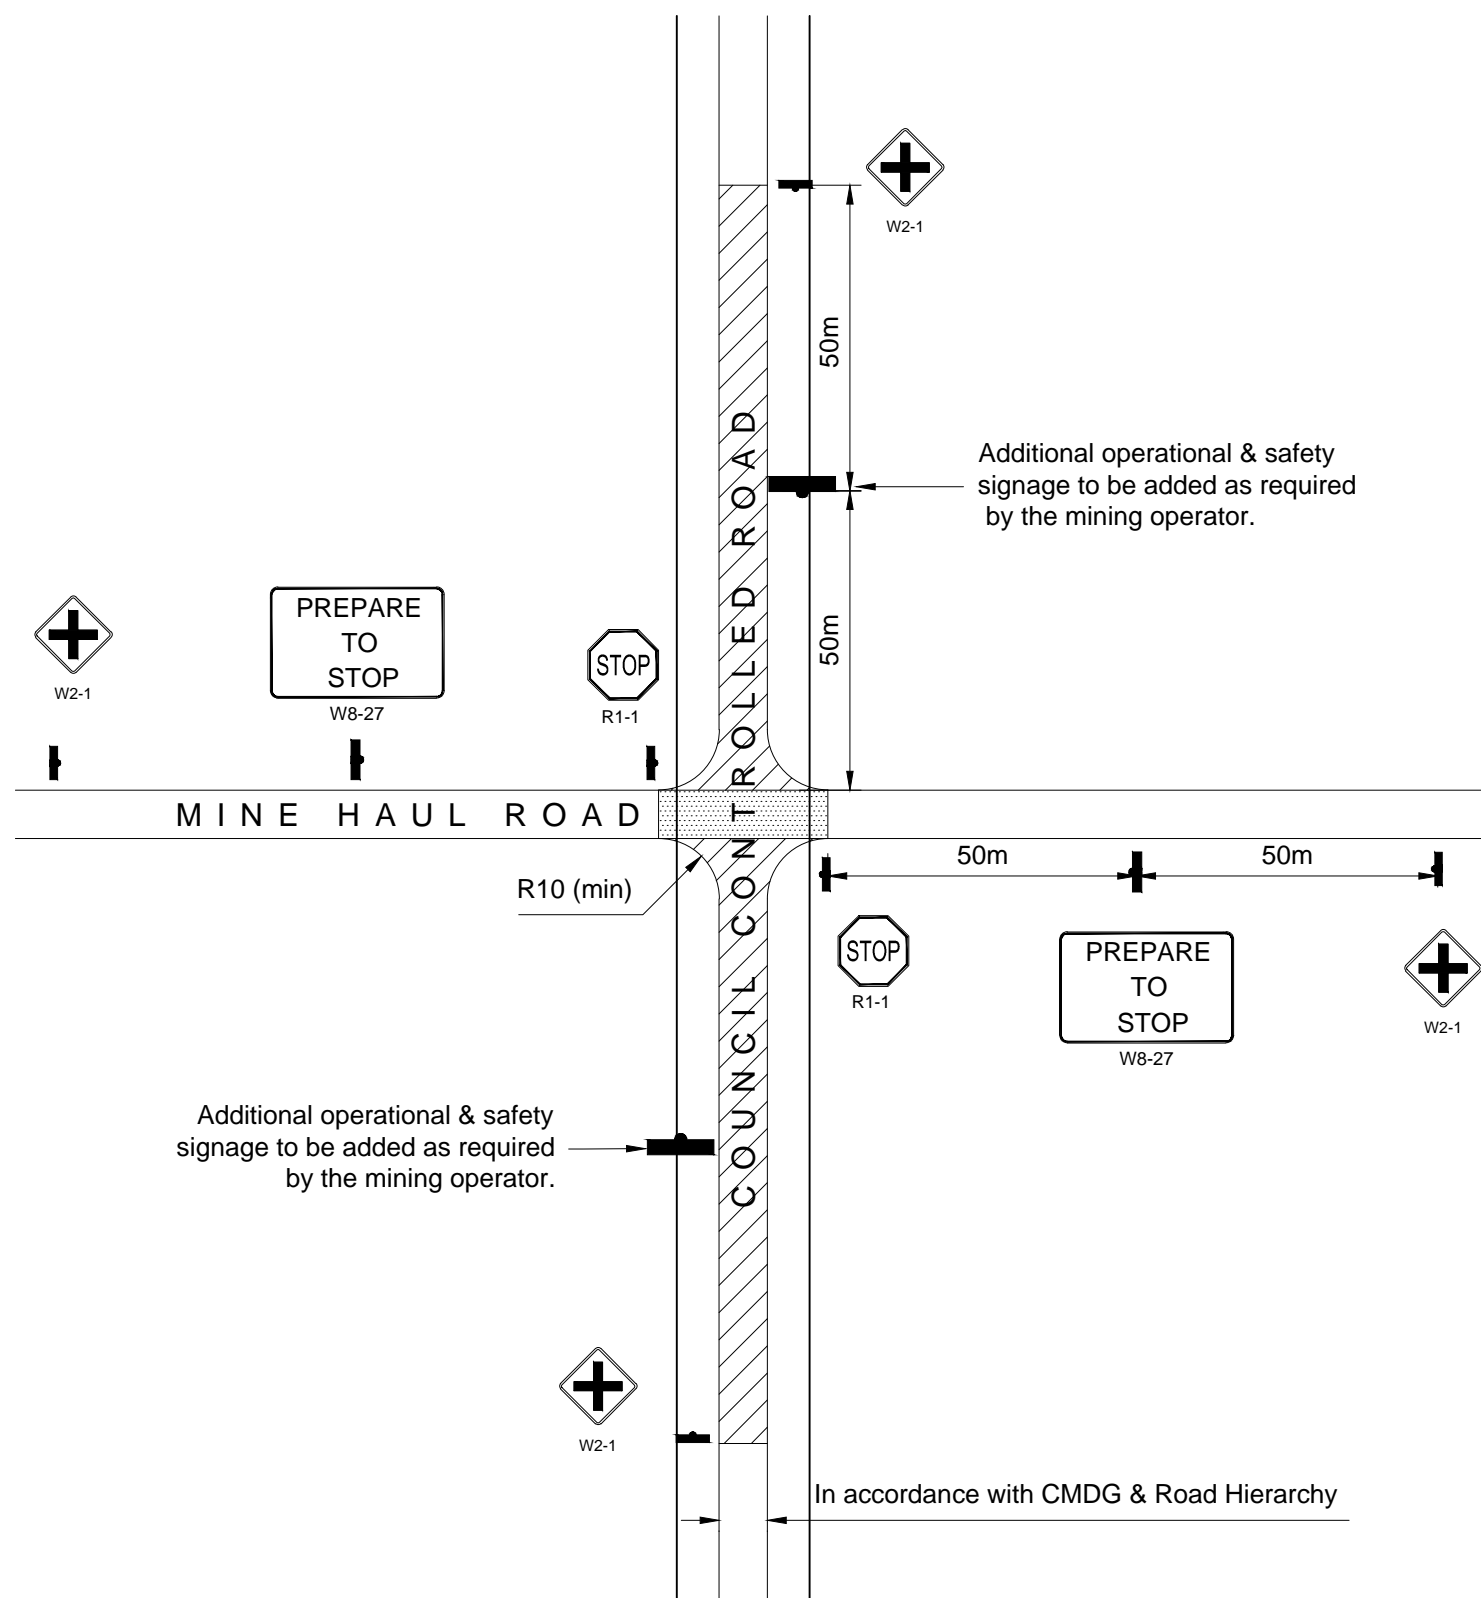 W2-1
50m
Additional operational & safety
signage to be added as required
by the mining operator.
50m
COUNCIL CONTROLLED ROAD
W2-1
PREPARE
TO
STOP
W8-27
STOP
R1-1
MINE HAUL ROAD
R10 (min)
50m
50m
STOP
R1-1
PREPARE
TO
STOP
W8-27
W2-1
Additional operational & safety
signage to be added as required
by the mining operator.
W2-1
In accordance with CMDG & Road Hierarchy